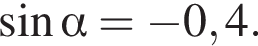 sin α = −0,4.